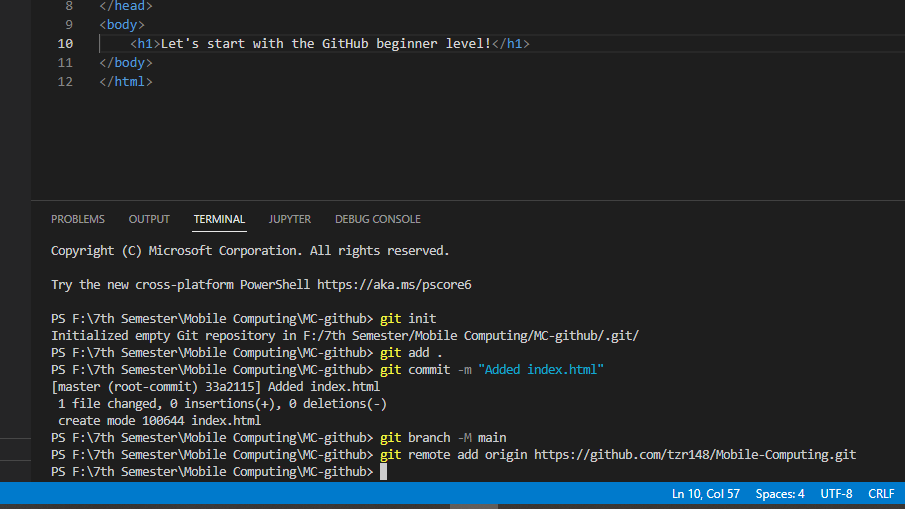 8 </head>
9 <body>
10 <h1>Let's start with the GitHub beginner level!</h1>
11 </body>
12 </html>
PROBLEMS OUTPUT TERMINAL JUPYTER DEBUG CONSOLE
Copyright (C) Microsoft Corporation. All rights reserved.
Try the new cross-platform PowerShell https://aka.ms/pscore6
PS F:\7th Semester\Mobile Computing\MC-github> git init
Initialized empty Git repository in F:/7th Semester/Mobile Computing/MC-github/.git/
PS F:\7th Semester\Mobile Computing\MC-github> git add .
PS F:\7th Semester\Mobile Computing\MC-github> git commit -m "Added index.html"
[master (root-commit) 33a2115] Added index.html
1 file changed, 0 insertions(+), 0 deletions(-)
create mode 100644 index.html
PS F:\7th Semester\Mobile Computing\MC-github> git branch -M main
PS F:\7th Semester\Mobile Computing\MC-github> git remote add origin https://github.com/tzr148/Mobile-Computing.git
PS F:\7th Semester\Mobile Computing\MC-github>
Ln 10, Col 57 Spaces: 4 UTF-8 CRLF